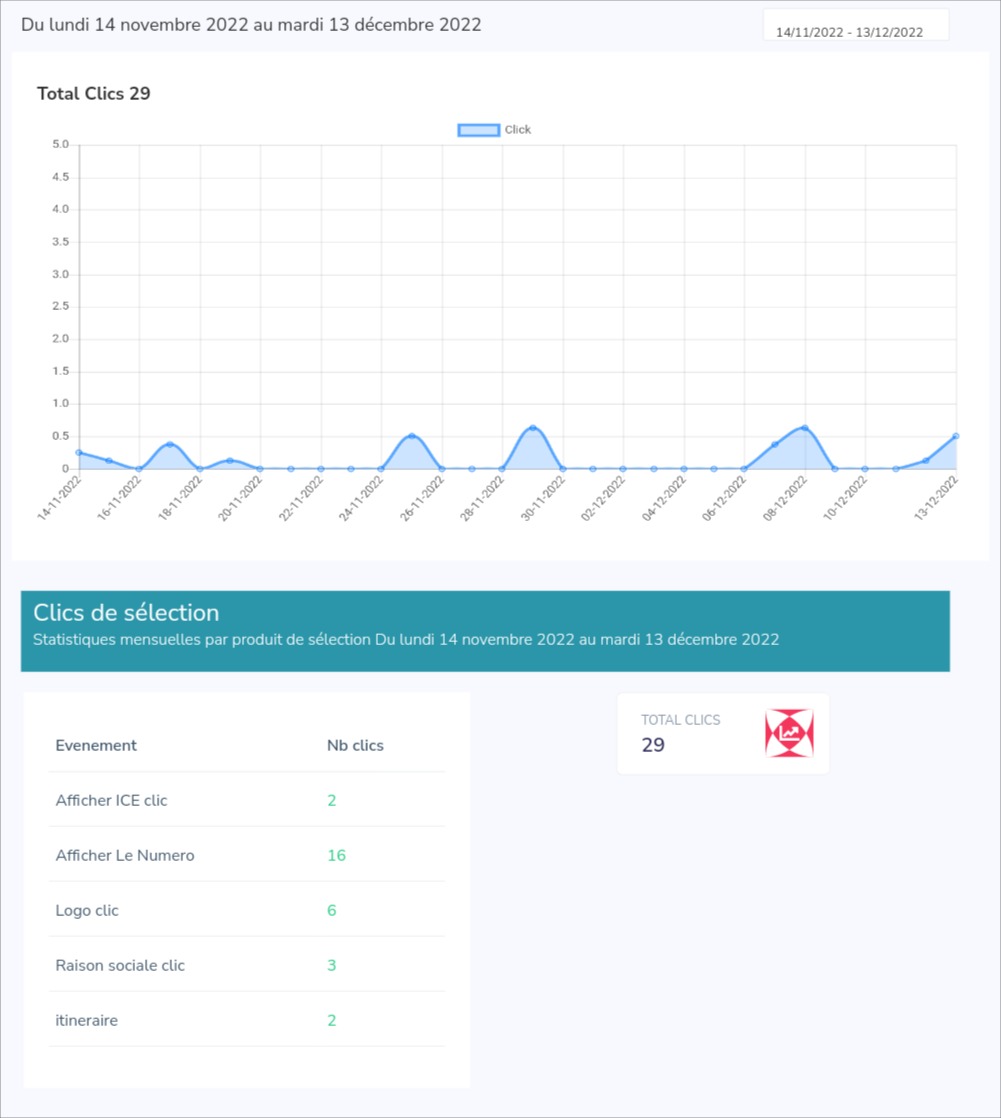 Du lundi 14 novembre 2022 au mardi 13 décembre 2022
14/11/2022 - 13/12/2022
Total Clics 29
Click
5.0
4.5
4.0
3.5
3.0
2.5
2.0
1.5
1.0
0.5
0
14-11-2022
16-11-2022
18-11-2022
20-11-2022
22-11-2022
24-11-2022
26-11-2022
28-11-2022
30-11-2022
02-12-2022
04-12-2022
06-12-2022
08-12-2022
10-12-2022
13-12-2022
Clics de sélection
Statistiques mensuelles par produit de sélection Du lundi 14 novembre 2022 au mardi 13 décembre 2022
Evenement Nb clics
Afficher ICE clic 2
Afficher Le Numero 16
Logo clic 6
Raison sociale clic 3
itineraire 2
TOTAL CLICS
29